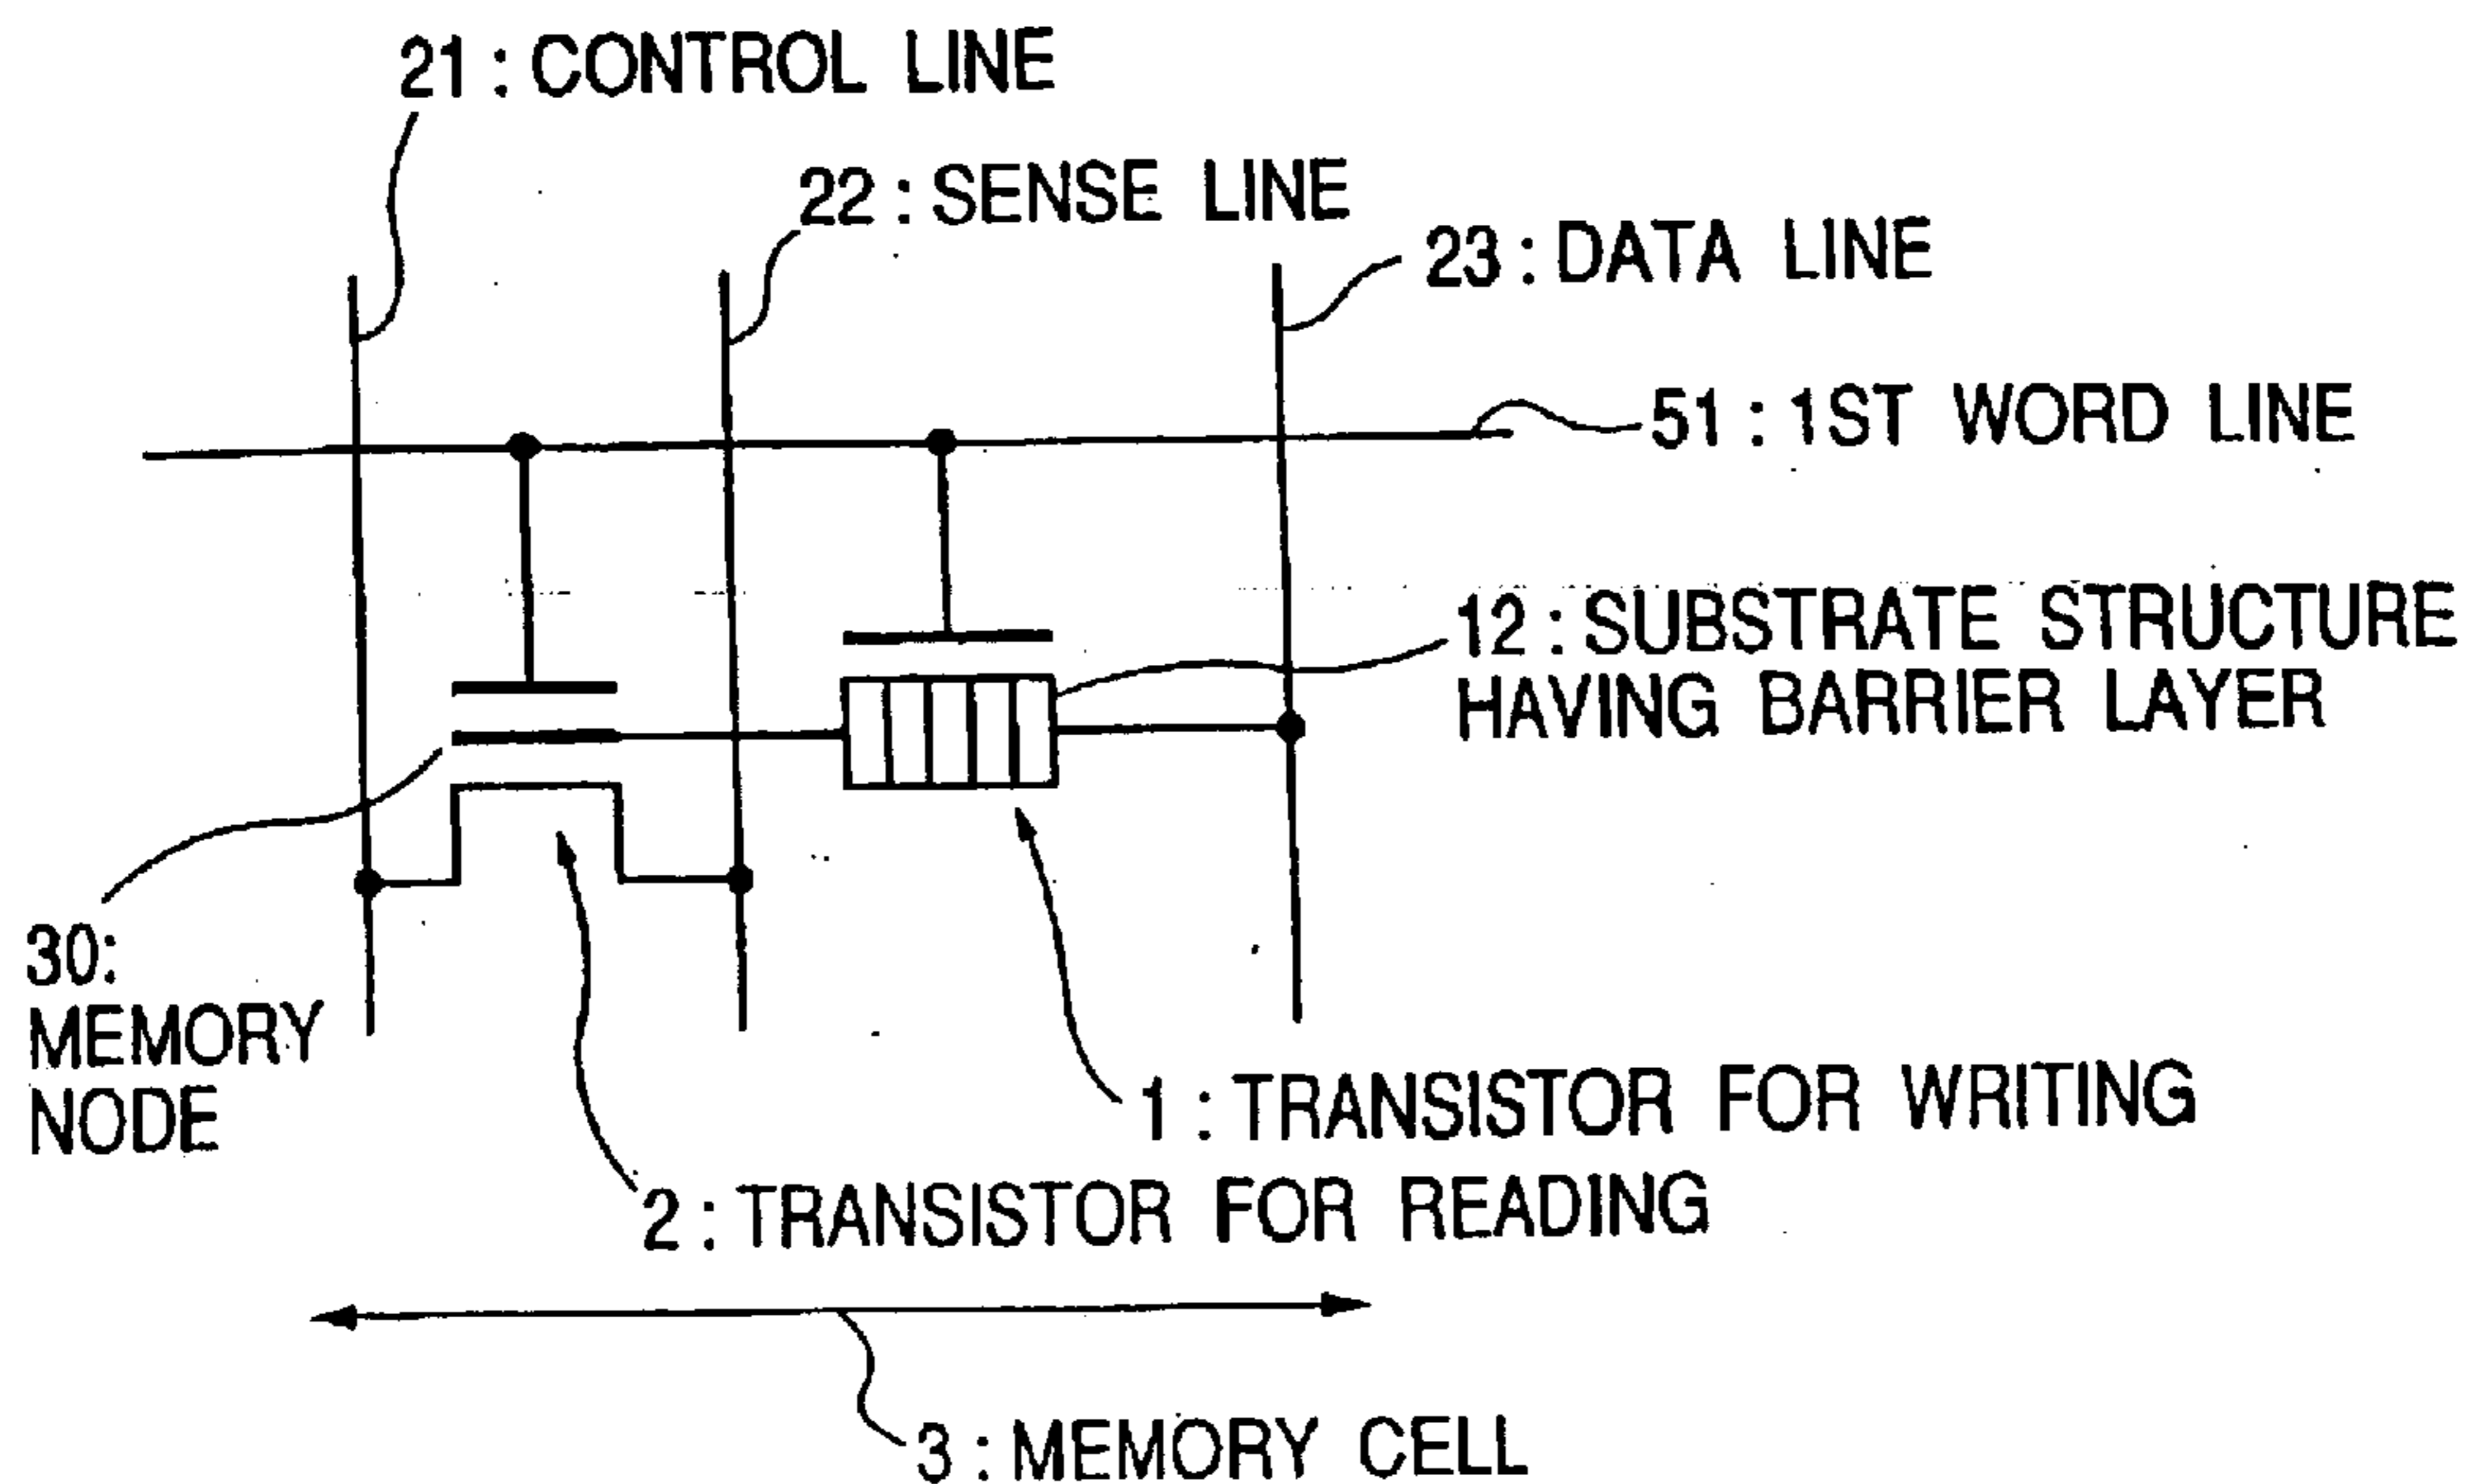 21:CONTROL LINE
22:SENSE LINE
23:DATA LINE
51:1ST WORD LINE
12:SUBSTRATE STRUCTURE
HAVING BARRIER LAYER
30:
MEMORY
NODE
1:TRANSISTOR FOR WRITING
2:TRANSISTOR FOR READING
3:MEMORY CELL